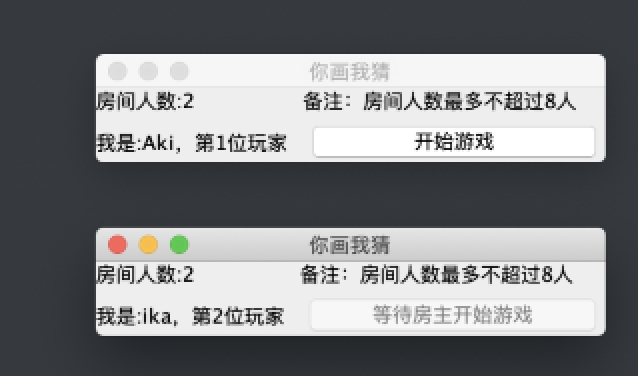 你画我猜
房间人数:2 备注：房间人数最多不超过8人
我是:Aki，第1位玩家 开始游戏
你画我猜
房间人数:2 备注：房间人数最多不超过8人
我是:ika，第2位玩家 等待房主开始游戏